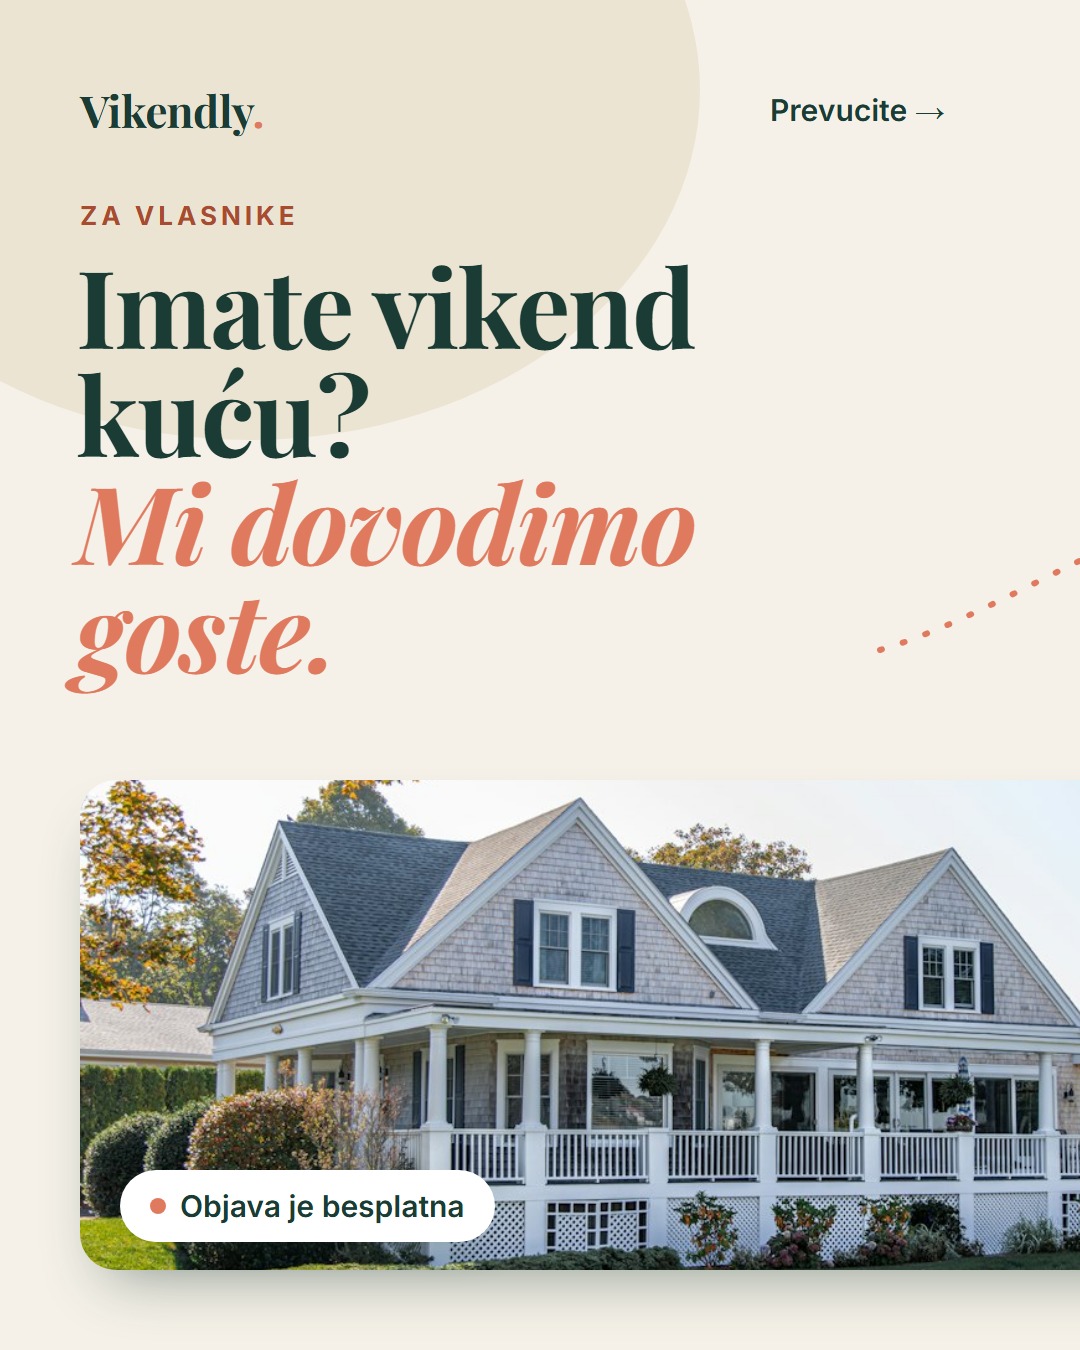 Vikendly.
Prevucite →
ZA VLASNIKE
Imate vikend
kuću?
Mi dovodimo
goste.
Objava je besplatna